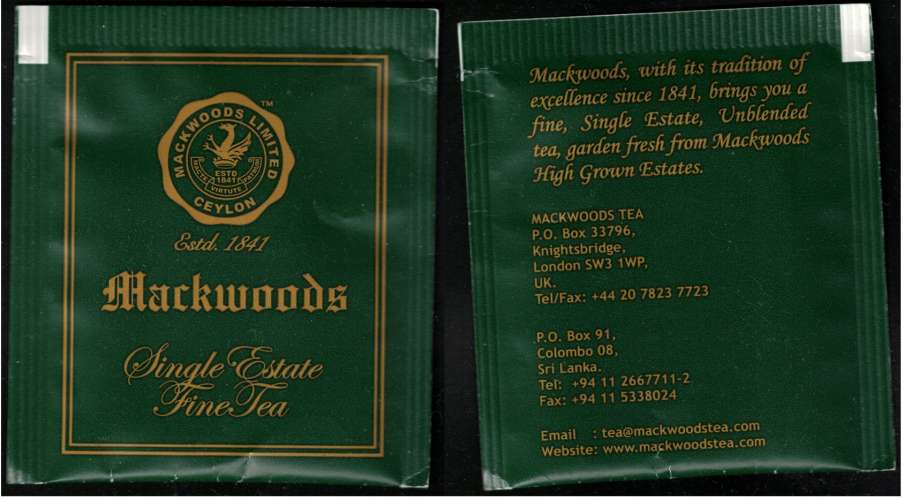 MACKWOODS LIMITED
™
ESTD
1841
MACTE VIRTUTE PATRUM
CEYLON
Estd. 1841
Mackwoods
Single Estate
Fine Tea
Mackwoods, with its tradition of
excellence since 1841, brings you a
fine, Single Estate, Unblended
tea, garden fresh from Mackwoods
High Grown Estates.
MACKWOODS TEA
P.O. Box 33796,
Knightsbridge,
London SW3 1WP,
UK.
Tel/Fax: +44 20 7823 7723
P.O. Box 91,
Colombo 08,
Sri Lanka.
Tel: +94 11 2667711-2
Fax: +94 11 5338024
Email : tea@mackwoodstea.com
Website: www.mackwoodstea.com